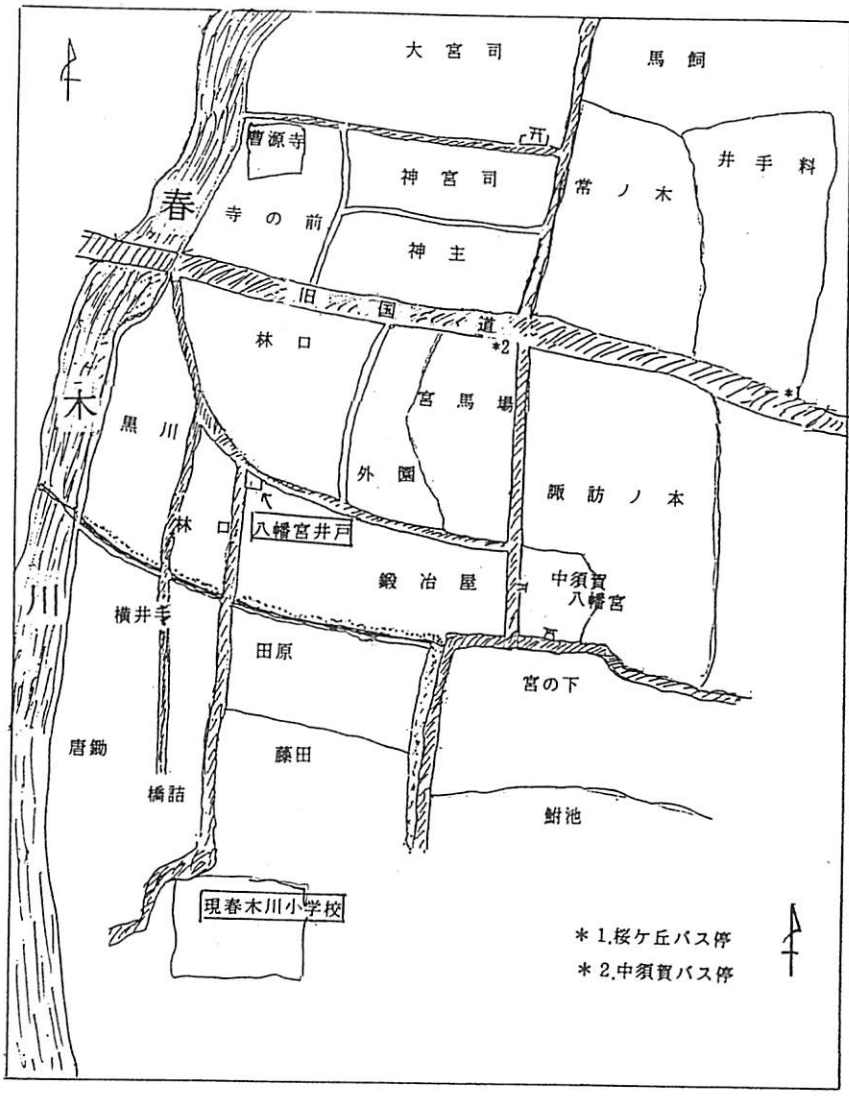 大宮司
馬飼
曹源寺
井手料
神宮司
常ノ木
寺の前
神主
春木川
旧国道
林口
*2
宮馬場
*1
黒川
外園
諏訪ノ本
林口
八幡宮井戸
鍛冶屋
中須賀
八幡宮
横井手
田原
宮の下
唐鋤
藤田
橋詰
鮒池
現春木川小学校
*1.桜ケ丘バス停
*2.中須賀バス停